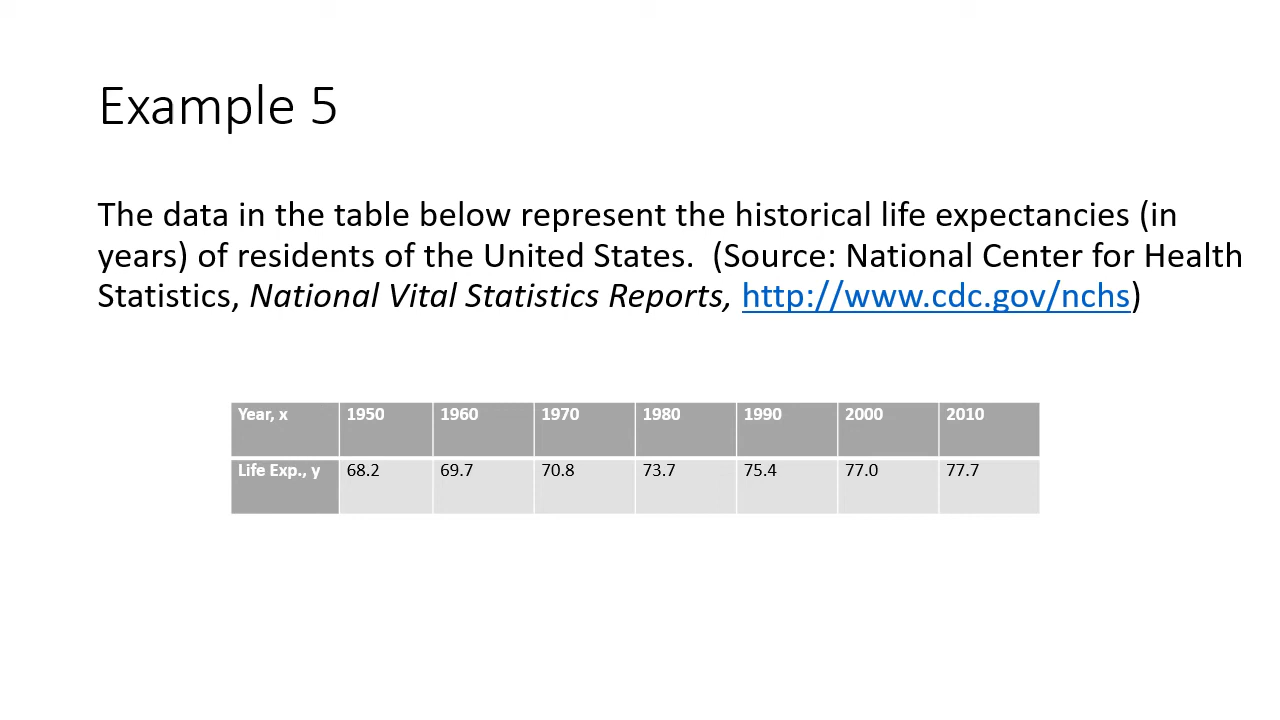 Example 5
The data in the table below represent the historical life expectancies (in
years) of residents of the United States.  (Source: National Center for Health
Statistics, National Vital Statistics Reports, http://www.cdc.gov/nchs)
Year, x 1950 1960 1970 1980 1990 2000 2010
Life Exp., y 68.2 69.7 70.8 73.7 75.4 77.0 77.7